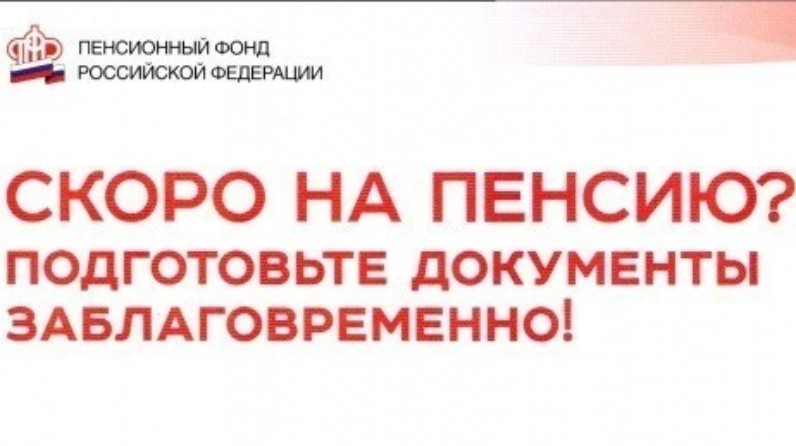 ПЕНСИОННЫЙ ФОНД
РОССИЙСКОЙ ФЕДЕРАЦИИ
СКОРО НА ПЕНСИЮ?
ПОДГОТОВЬТЕ ДОКУМЕНТЫ
ЗАБЛАГОВРЕМЕННО!